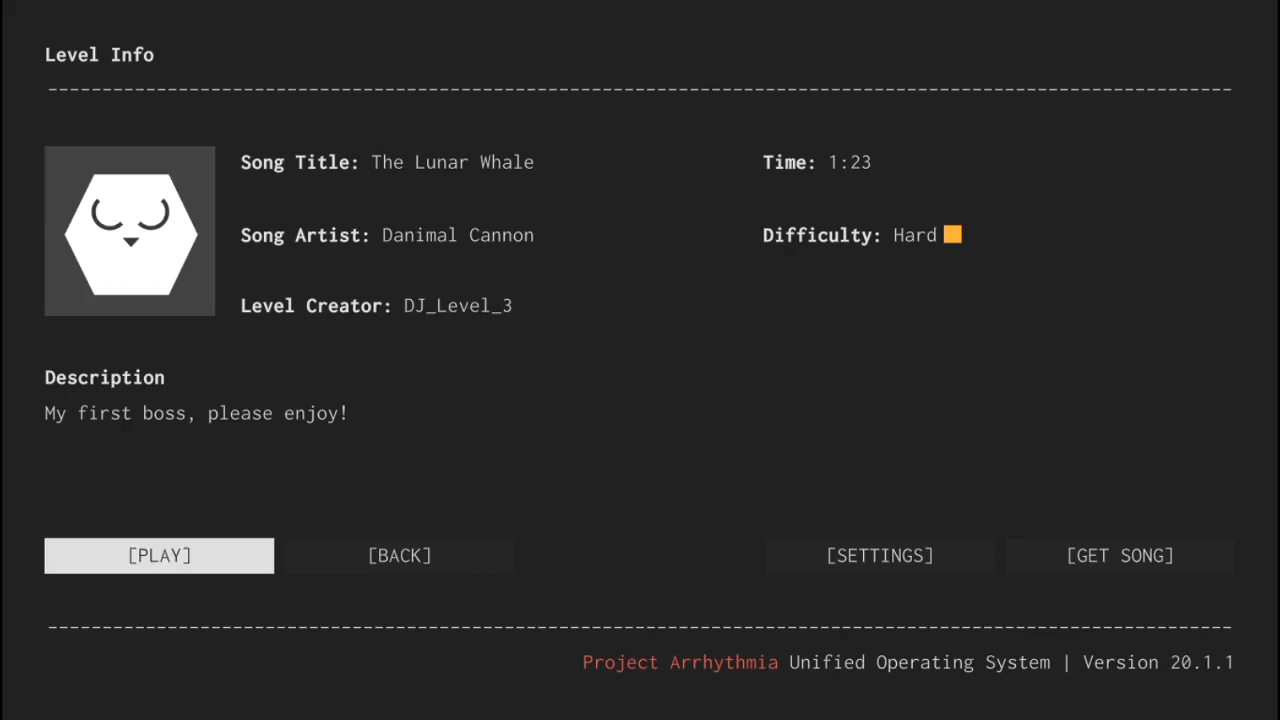 Level Info
Song Title: The Lunar Whale
Time: 1:23
Song Artist: Danimal Cannon
Difficulty: Hard
Level Creator: DJ_Level_3
Description
My first boss, please enjoy!
[PLAY] [BACK] [SETTINGS] [GET SONG]
Project Arrhythmia Unified Operating System | Version 20.1.1